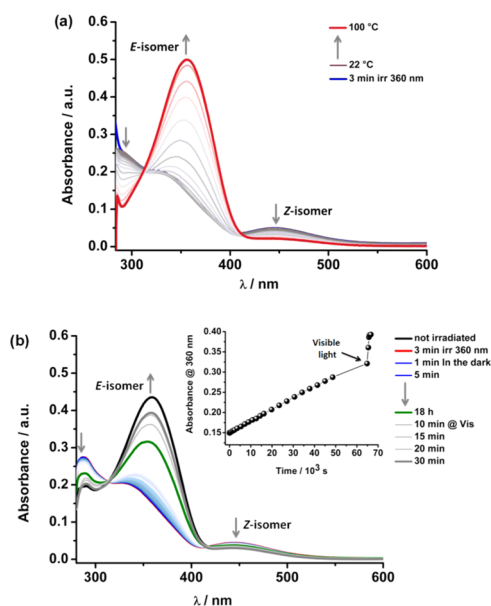 (a)
E-isomer
100 °C
22 °C
3 min irr 360 nm
Z-isomer
Absorbance / a.u.
0.6
0.5
0.4
0.3
0.2
0.1
0.0
300
400
500
600
λ / nm
(b)
E-isomer
Z-isomer
Absorbance / a.u.
0.6
0.5
0.4
0.3
0.2
0.1
0.0
300
400
500
600
λ / nm
Absorbance @ 360 nm
0.40
0.35
0.30
0.25
0.20
0.15
Visible
light
0 10 20 30 40 50 60 70
Time / 10³ s
not irradiated
3 min irr 360 nm
1 min In the dark
5 min
18 h
10 min @ Vis
15 min
20 min
30 min